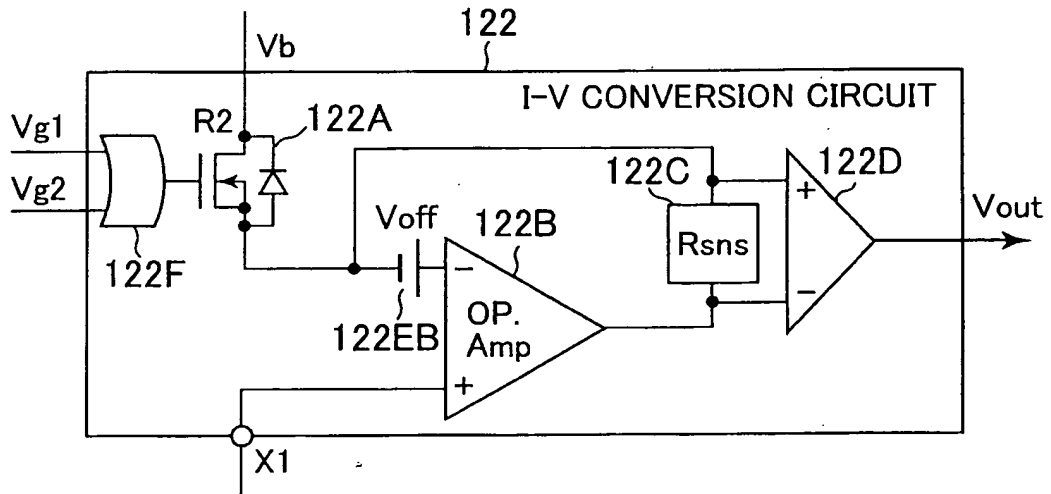 122
Vb
I-V CONVERSION CIRCUIT
Vg1
R2
122A
Vg2
122C
122D
Voff
122B
Vout
Rsns
122F
122EB
OP.
Amp
X1